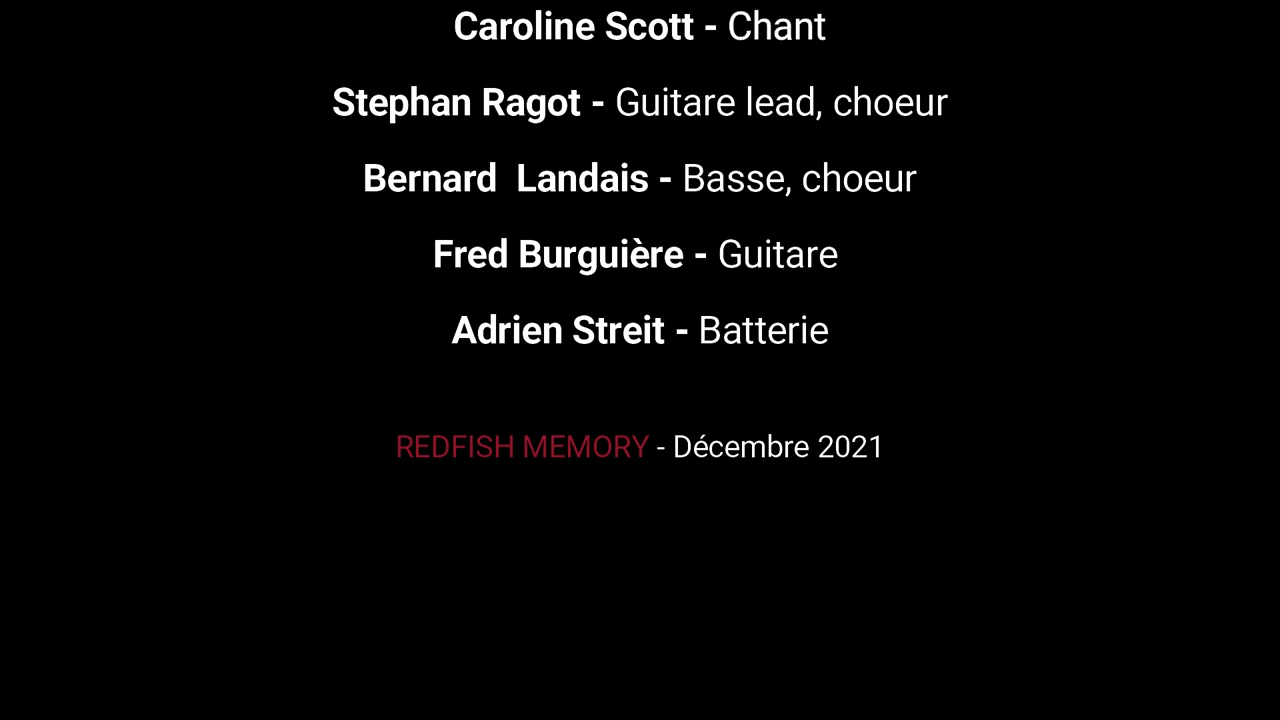 Caroline Scott - Chant
Stephan Ragot - Guitare lead, choeur
Bernard  Landais - Basse, choeur
Fred Burguière - Guitare
Adrien Streit - Batterie
REDFISH MEMORY - Décembre 2021